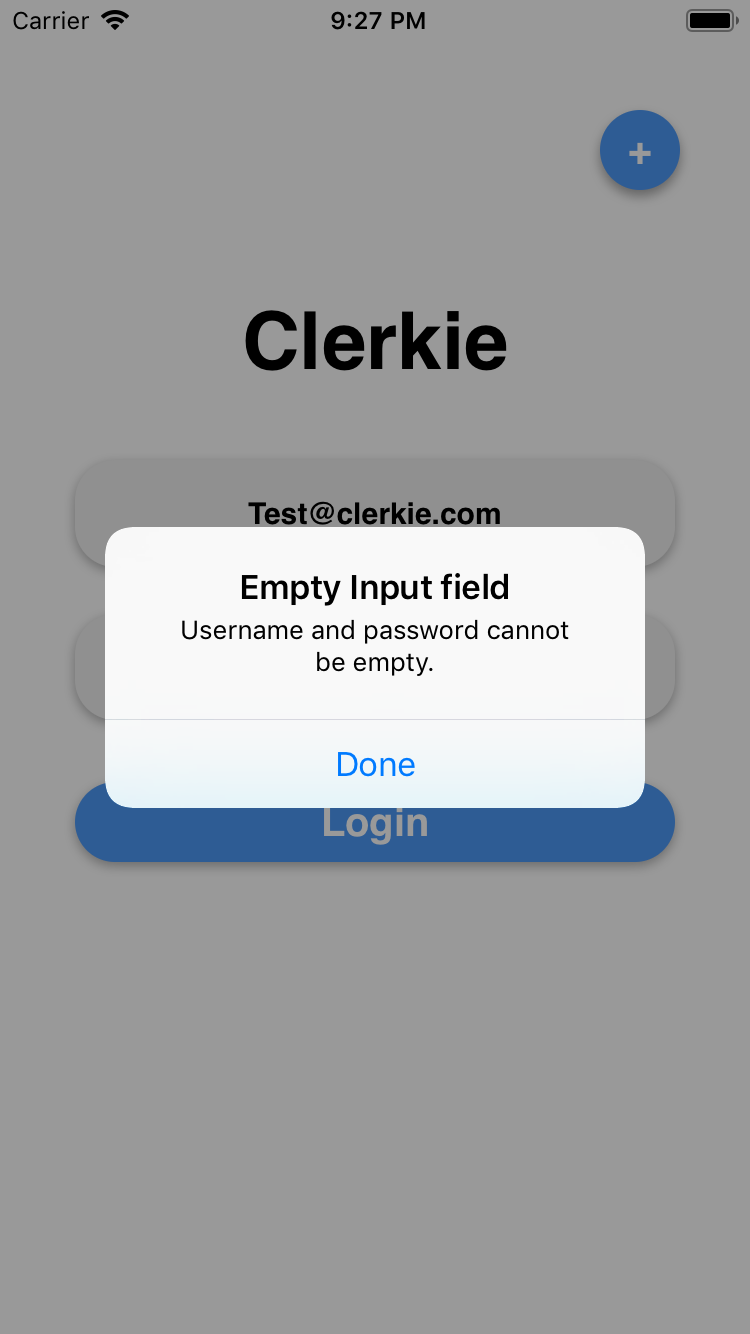 Carrier 9:27 PM
+
Clerkie
Test@clerkie.com
Empty Input field
Username and password cannot
be empty.
Done
Login